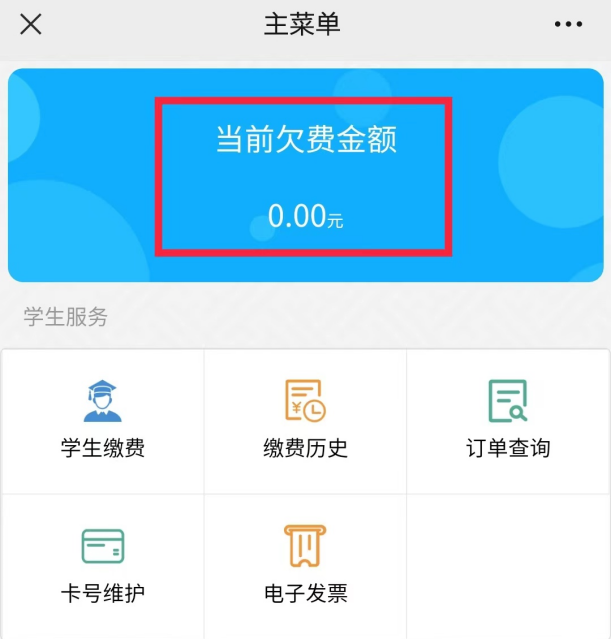 主菜单
当前欠费金额
0.00元
学生服务
学生缴费
缴费历史
订单查询
卡号维护
电子发票